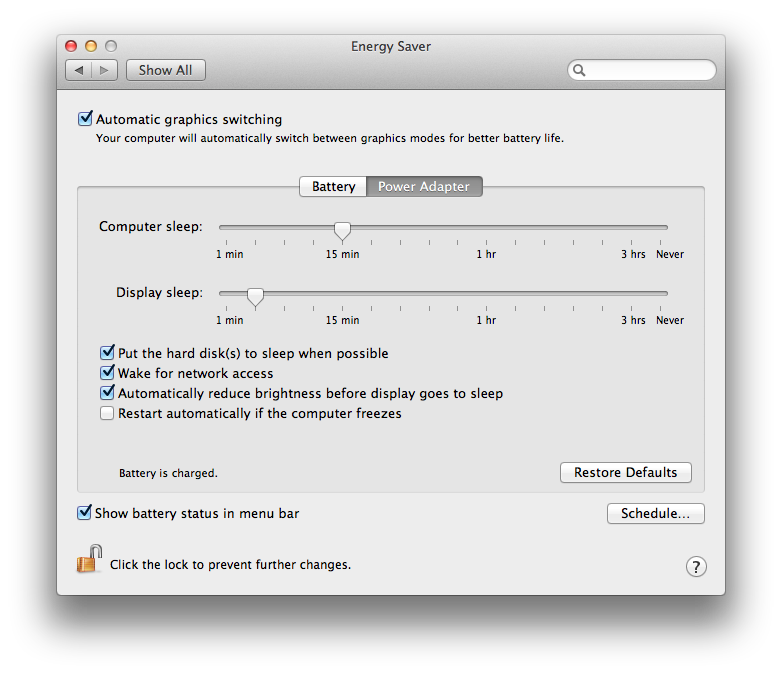 Energy Saver
Show All
Automatic graphics switching
Your computer will automatically switch between graphics modes for better battery life.
Battery Power Adapter
Computer sleep:
1 min 15 min 1 hr 3 hrs Never
Display sleep:
1 min 15 min 1 hr 3 hrs Never
Put the hard disk(s) to sleep when possible
Wake for network access
Automatically reduce brightness before display goes to sleep
Restart automatically if the computer freezes
Battery is charged. Restore Defaults
Show battery status in menu bar Schedule...
Click the lock to prevent further changes. ?